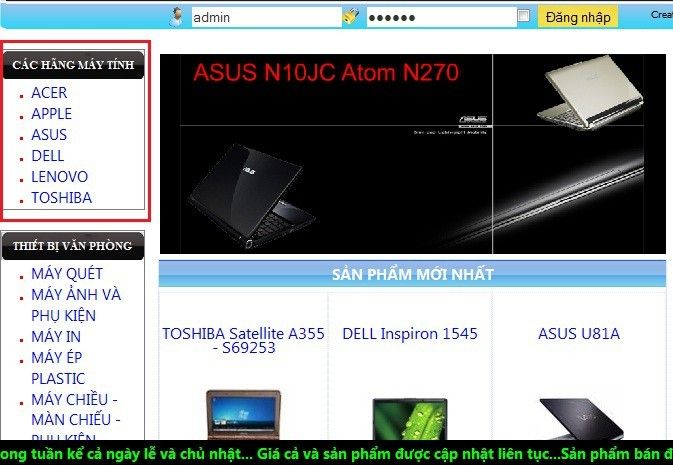 admin
Đăng nhập
CÁC HÃNG MÁY TÍNH
ACER
APPLE
ASUS
DELL
LENOVO
TOSHIBA
ASUS N10JC Atom N270
ASUS
THIẾT BỊ VĂN PHÒNG
MÁY QUÉT
MÁY ẢNH VÀ
PHỤ KIỆN
MÁY IN
MÁY ÉP
PLASTIC
MÁY CHIỀU -
MÀN CHIẾU -
PHỤ KIỆN
SẢN PHẨM MỚI NHẤT
TOSHIBA Satellite A355
- S69253
DELL Inspiron 1545
ASUS U81A
ong tuần kể cả ngày lễ và chủ nhật... Giá cả và sản phẩm được cập nhật liên tục...Sản phẩm bán đ